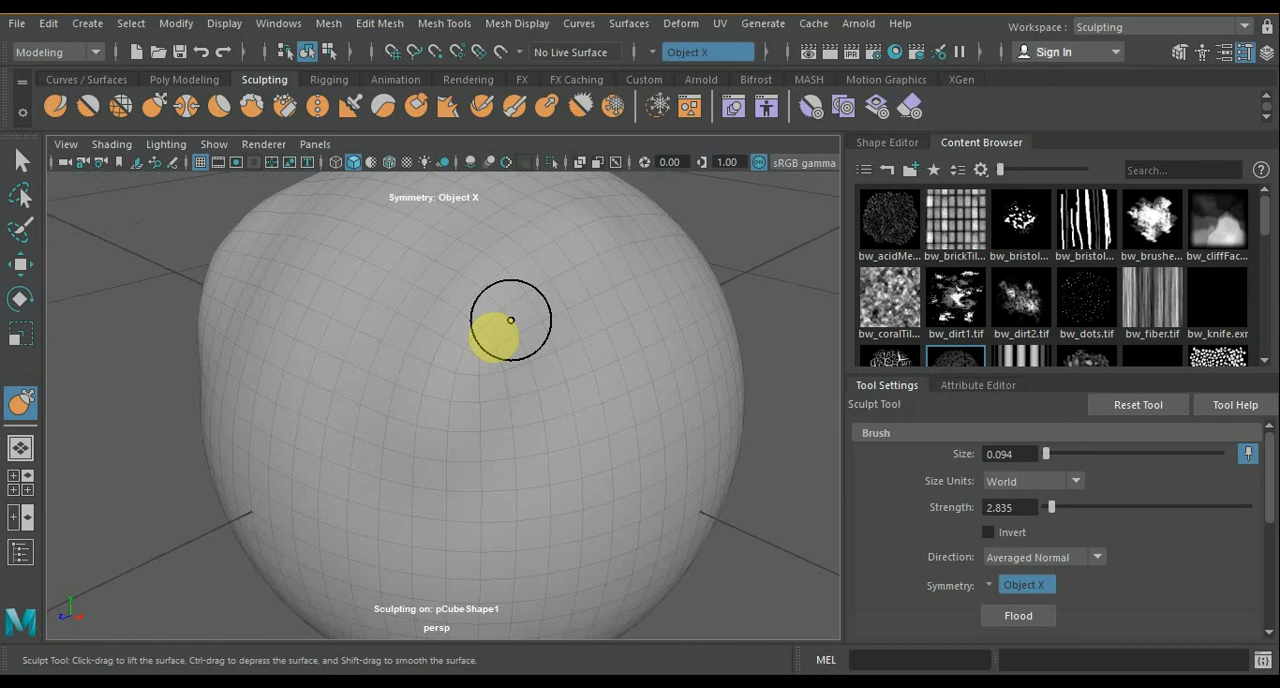 File Edit Create Select Modify Display Windows Mesh Edit Mesh Mesh Tools Mesh Display Curves Surfaces Deform UV Generate Cache Arnold Help Workspace : Sculpting
Modeling No Live Surface Object X Sign In
Curves / Surfaces Poly Modeling Sculpting Rigging Animation Rendering FX FX Caching Custom Arnold Bifrost MASH Motion Graphics XGen
View Shading Lighting Show Renderer Panels
0.00 1.00 sRGB gamma
Symmetry: Object X
Sculpting on: pCubeShape1
persp
Shape Editor Content Browser
Search...
bw_acidMe... bw_brickTil... bw_bristol... bw_bristol... bw_brushe... bw_cliffFac...
bw_coralTil... bw_dirt1.tif bw_dirt2.tif bw_dots.tif bw_fiber.tif bw_knife.exr
Tool Settings Attribute Editor
Sculpt Tool Reset Tool Tool Help
Brush
Size: 0.094
Size Units: World
Strength: 2.835
Invert
Direction: Averaged Normal
Symmetry: Object X
Flood
Sculpt Tool: Click-drag to lift the surface, Ctrl-drag to depress the surface, and Shift-drag to smooth the surface. MEL